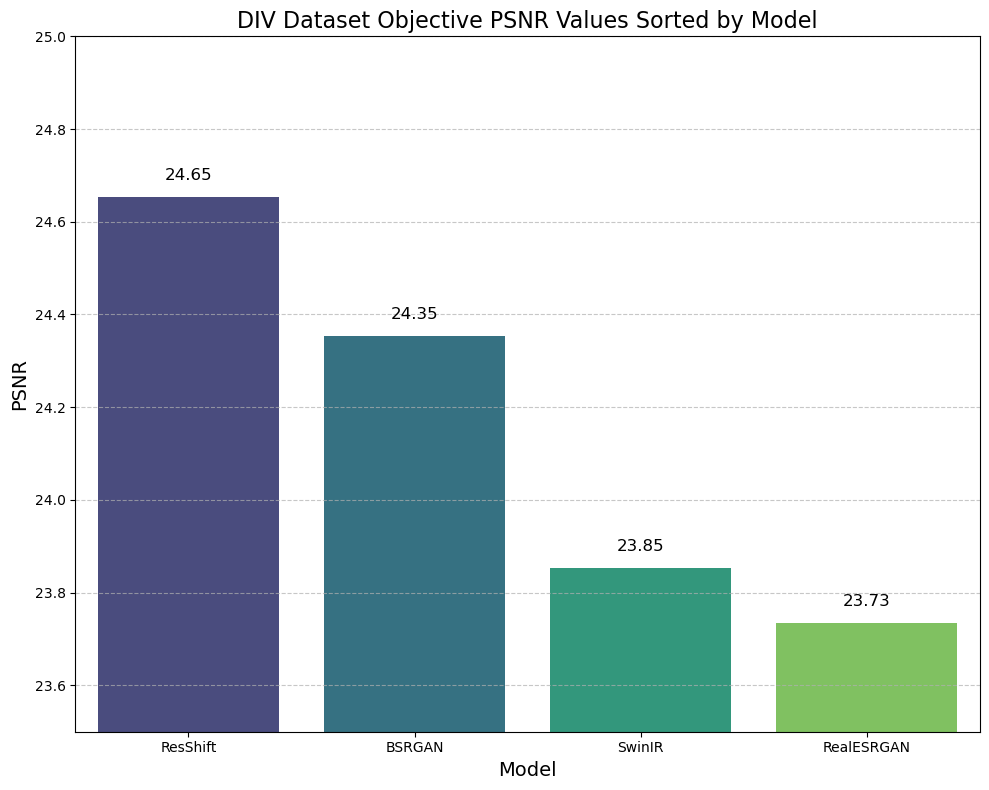 DIV Dataset Objective PSNR Values Sorted by Model
25.0
24.8
24.6
24.4
24.2
24.0
23.8
23.6
PSNR
24.65
24.35
23.85
23.73
ResShift
BSRGAN
SwinIR
RealESRGAN
Model